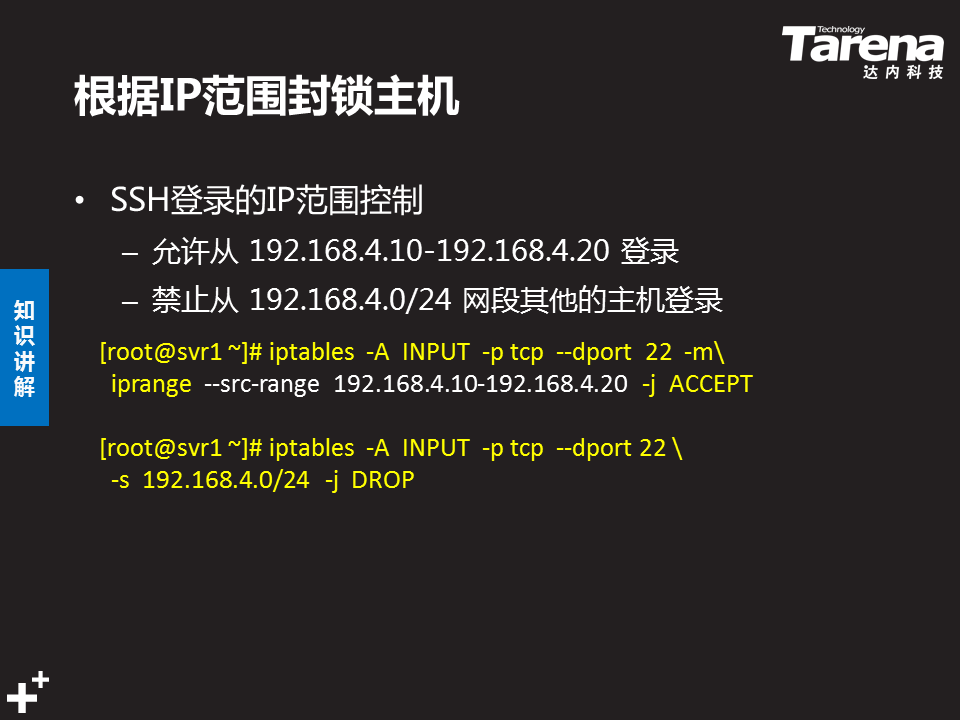 Technology
Tarena
达内科技
根据IP范围封锁主机
• SSH登录的IP范围控制
– 允许从 192.168.4.10-192.168.4.20 登录
– 禁止从 192.168.4.0/24 网段其他的主机登录
知识讲解
[root@svr1 ~]# iptables -A INPUT -p tcp --dport 22 -m\
iprange --src-range 192.168.4.10-192.168.4.20 -j ACCEPT
[root@svr1 ~]# iptables -A INPUT -p tcp --dport 22 \
-s 192.168.4.0/24 -j DROP